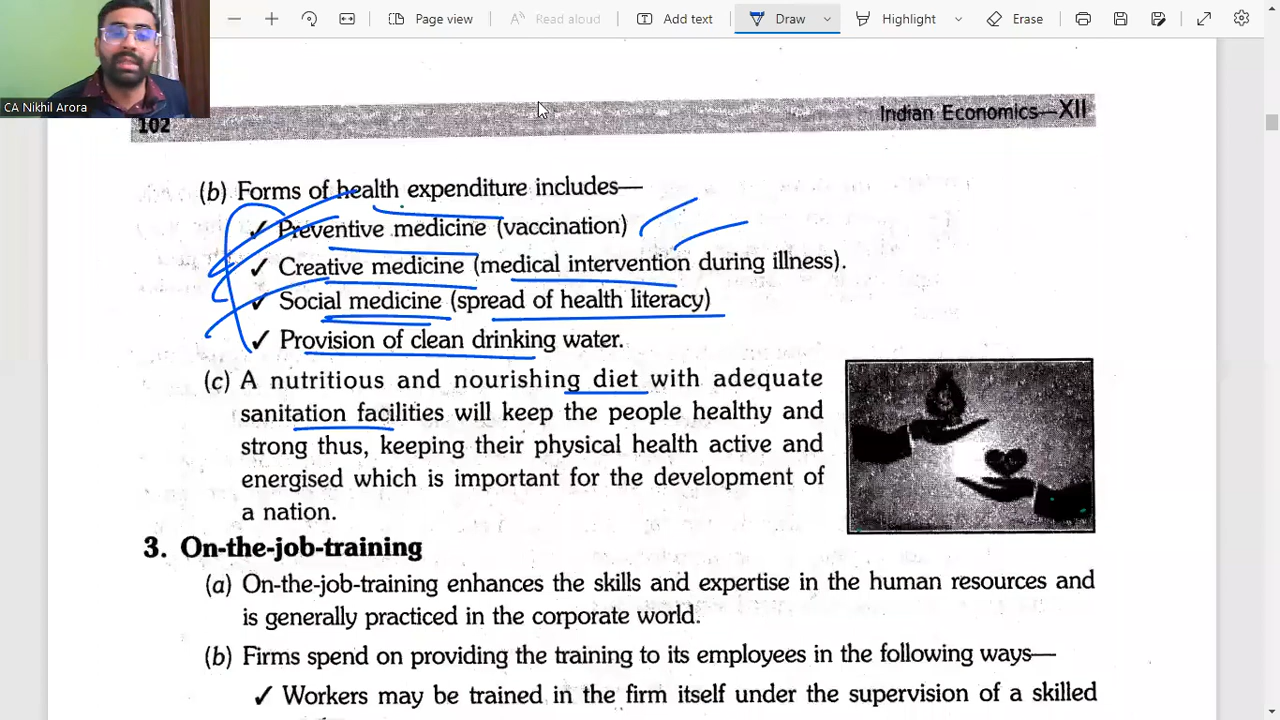 Page view
Read aloud
Add text
Draw
Highlight
Erase
CA Nikhil Arora
102
Indian Economics—XII
(b) Forms of health expenditure includes—
✓ Preventive medicine (vaccination)
✓ Creative medicine (medical intervention during illness).
✓ Social medicine (spread of health literacy)
✓ Provision of clean drinking water.
(c) A nutritious and nourishing diet with adequate
sanitation facilities will keep the people healthy and
strong thus, keeping their physical health active and
energised which is important for the development of
a nation.
3. On-the-job-training
(a) On-the-job-training enhances the skills and expertise in the human resources and
is generally practiced in the corporate world.
(b) Firms spend on providing the training to its employees in the following ways—
✓ Workers may be trained in the firm itself under the supervision of a skilled